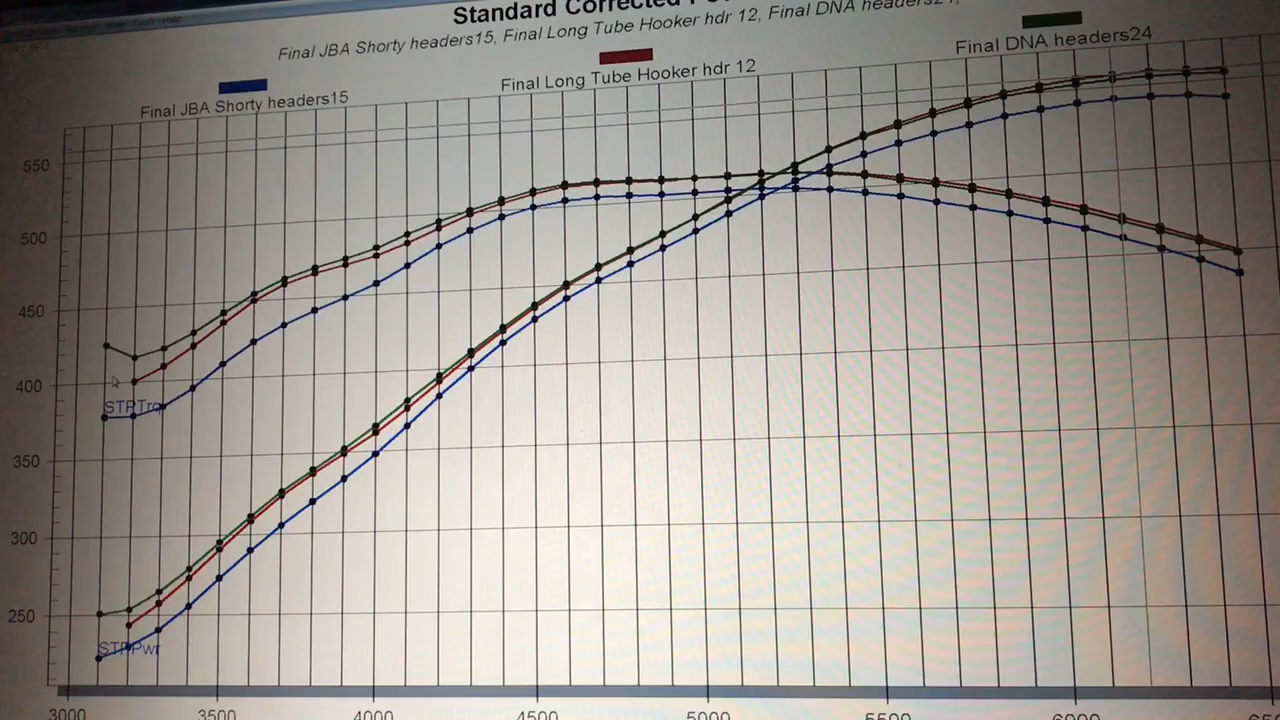 Standard Corrected
Final JBA Shorty headers15, Final Long Tube Hooker hdr 12, Final DNA headers24,
Final JBA Shorty headers15
Final Long Tube Hooker hdr 12
Final DNA headers24
550
500
450
400
350
300
250
STPTrq
STPPwr
3000 3500 4000 4500 5000 5500 6000